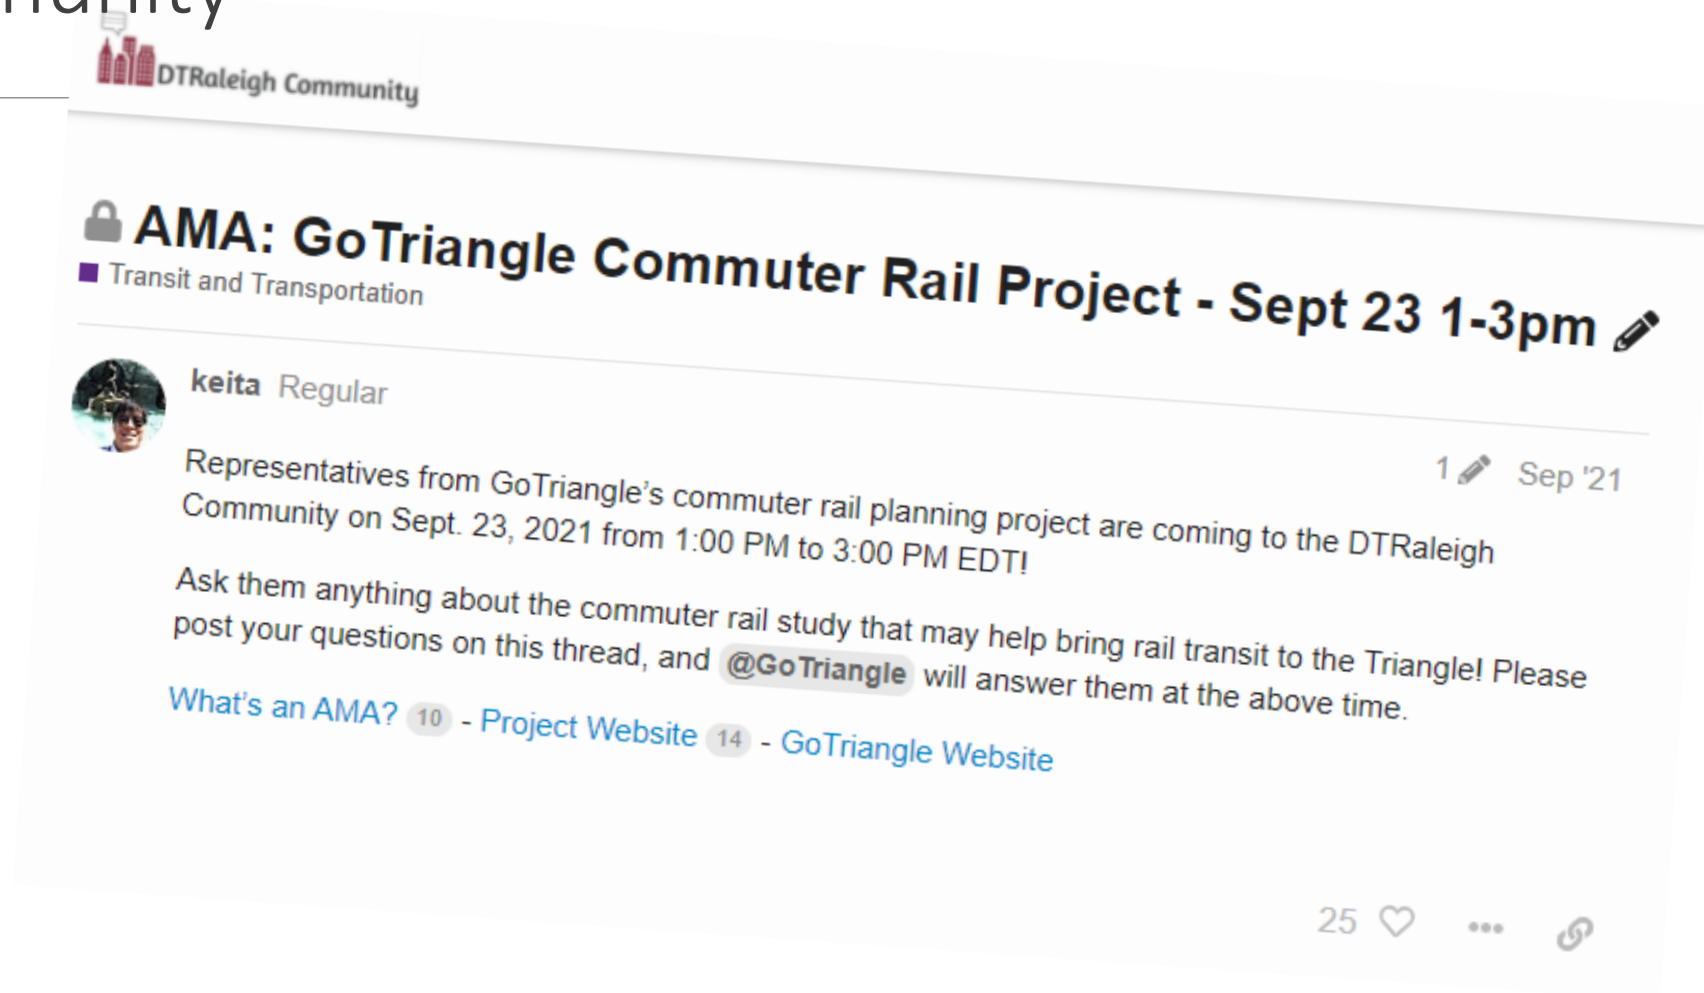 DTRaleigh Community
AMA: GoTriangle Commuter Rail Project - Sept 23 1-3pm
Transit and Transportation
keita Regular
1 Sep '21
Representatives from GoTriangle's commuter rail planning project are coming to the DTRaleigh
Community on Sept. 23, 2021 from 1:00 PM to 3:00 PM EDT!
Ask them anything about the commuter rail study that may help bring rail transit to the Triangle! Please
post your questions on this thread, and @GoTriangle will answer them at the above time.
What's an AMA? 10 - Project Website 14 - GoTriangle Website
25